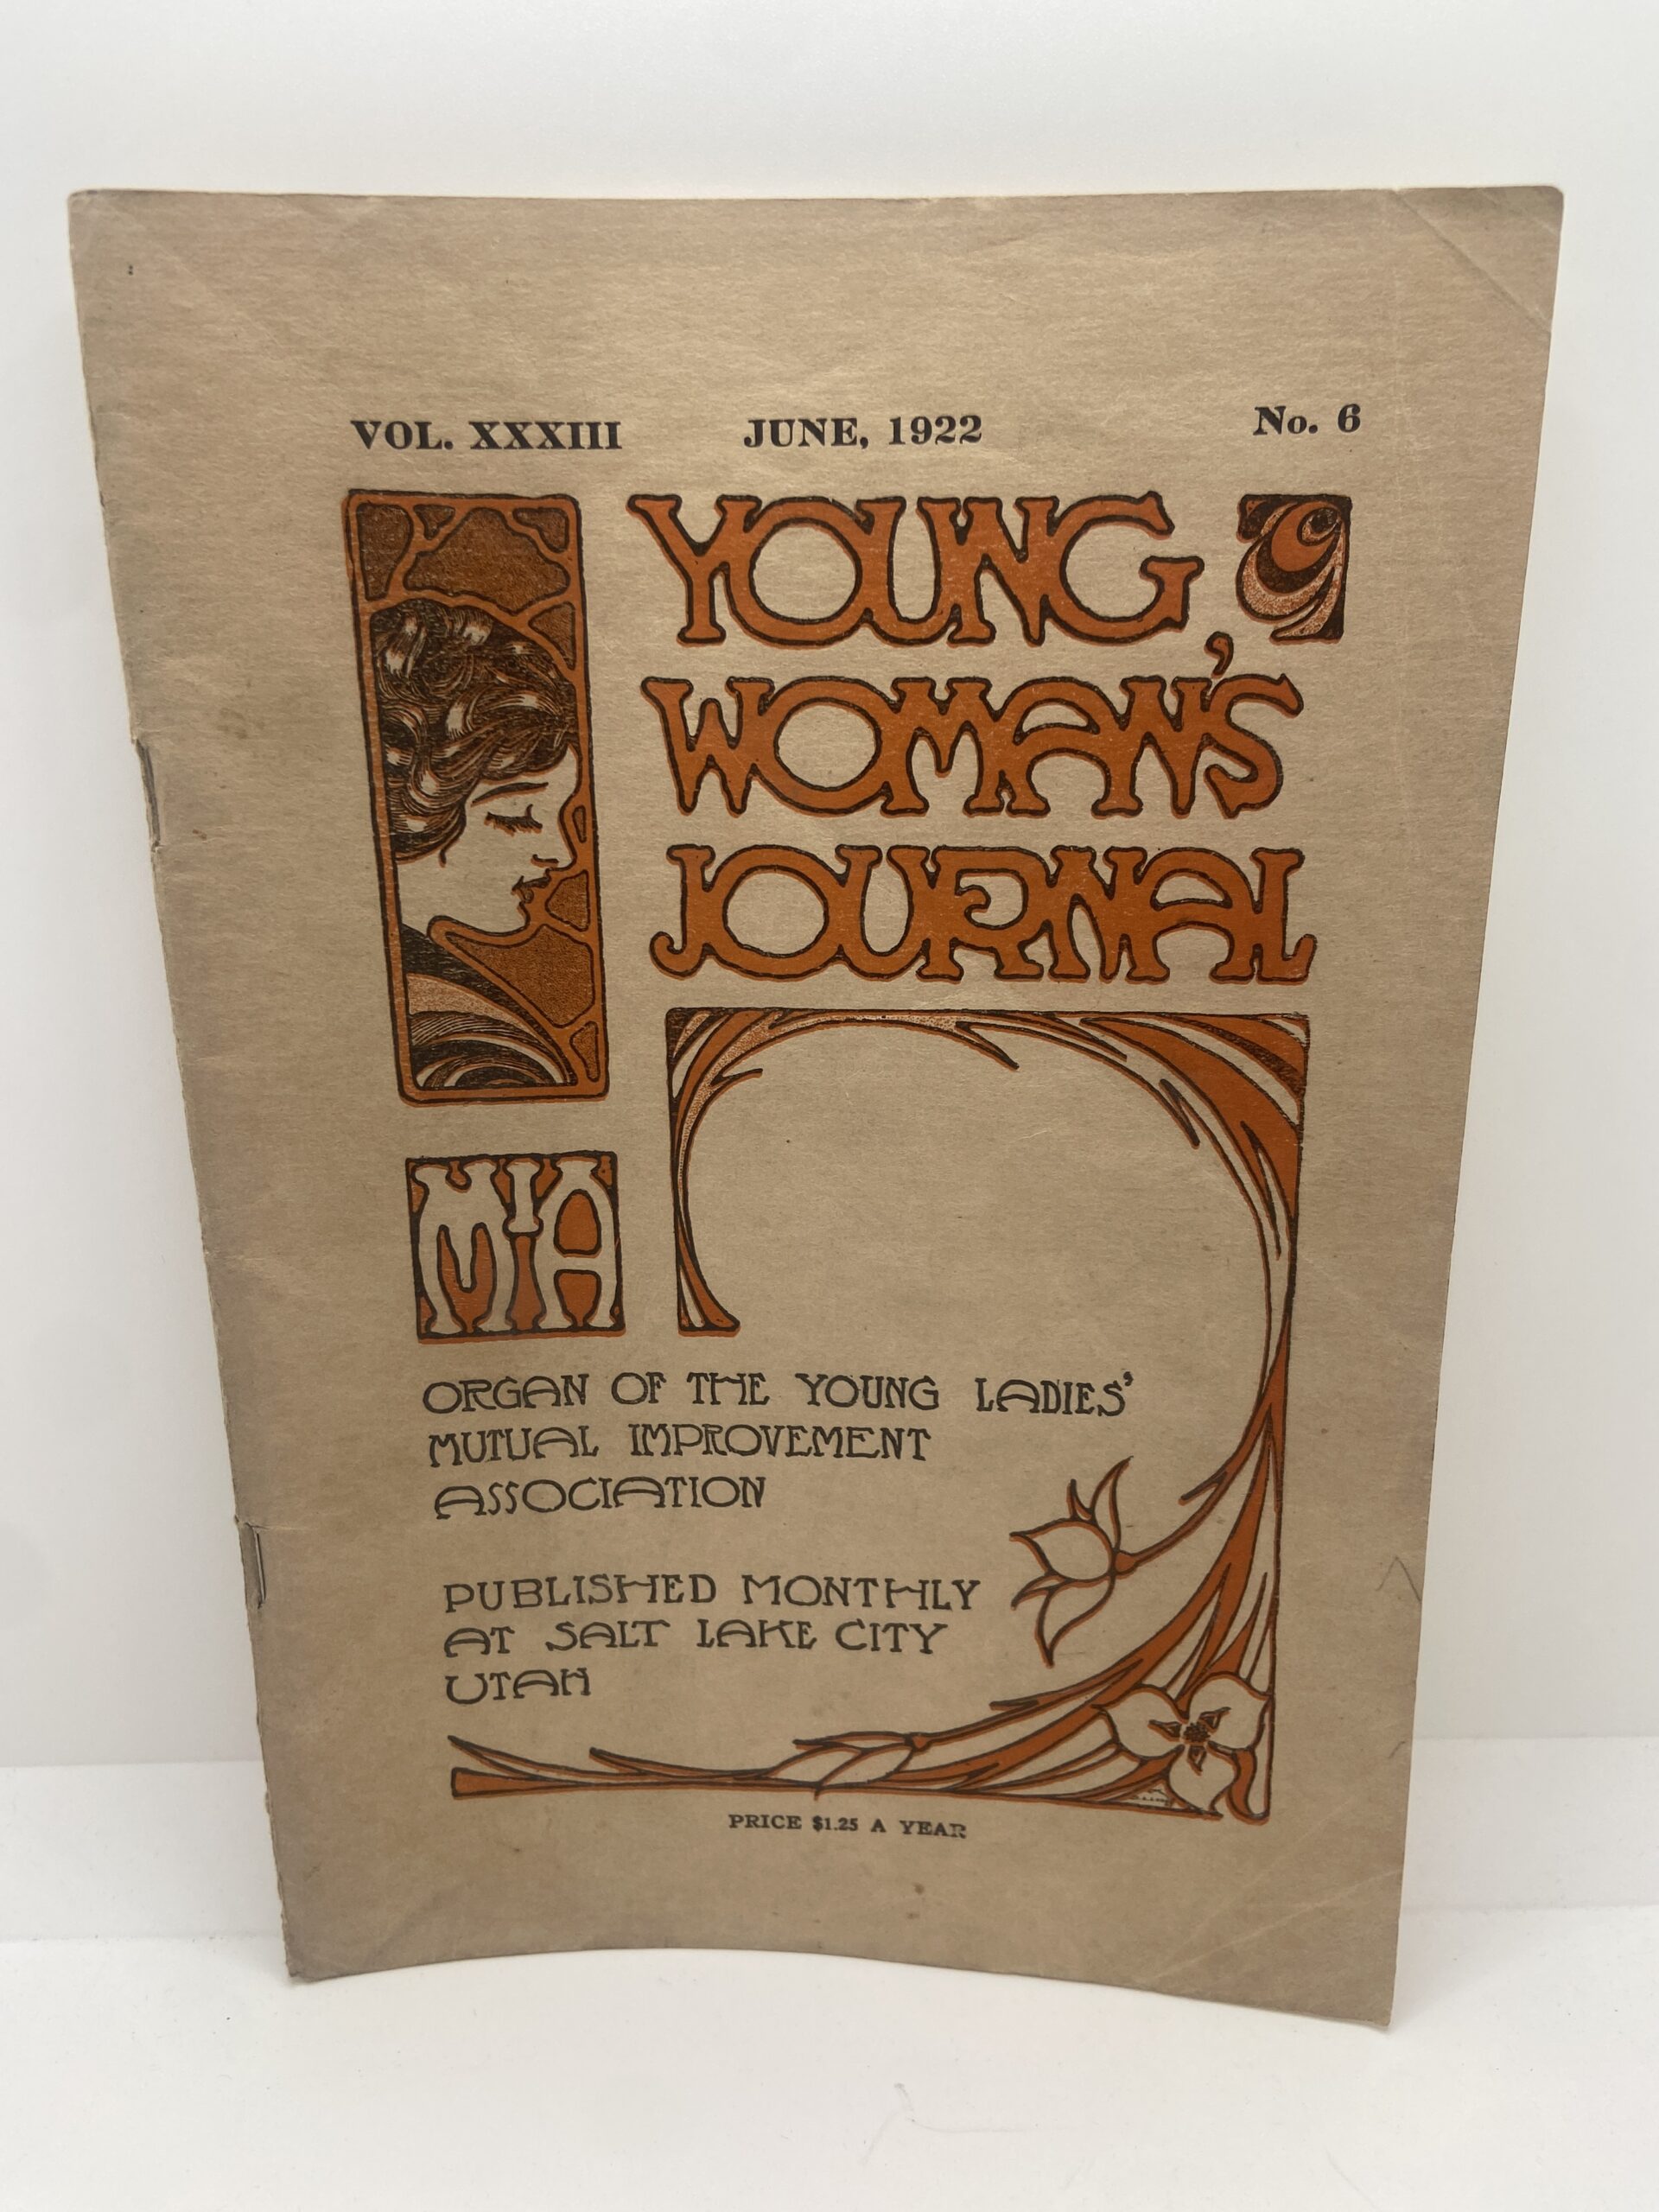 VOL. XXXIII JUNE, 1922 No. 6
YOUNG
WOMAN'S
JOURNAL
MIA
ORGAN OF THE YOUNG LADIES'
MUTUAL IMPROVEMENT
ASSOCIATION
PUBLISHED MONTHLY
AT SALT LAKE CITY
UTAH
PRICE $1.25 A YEAR